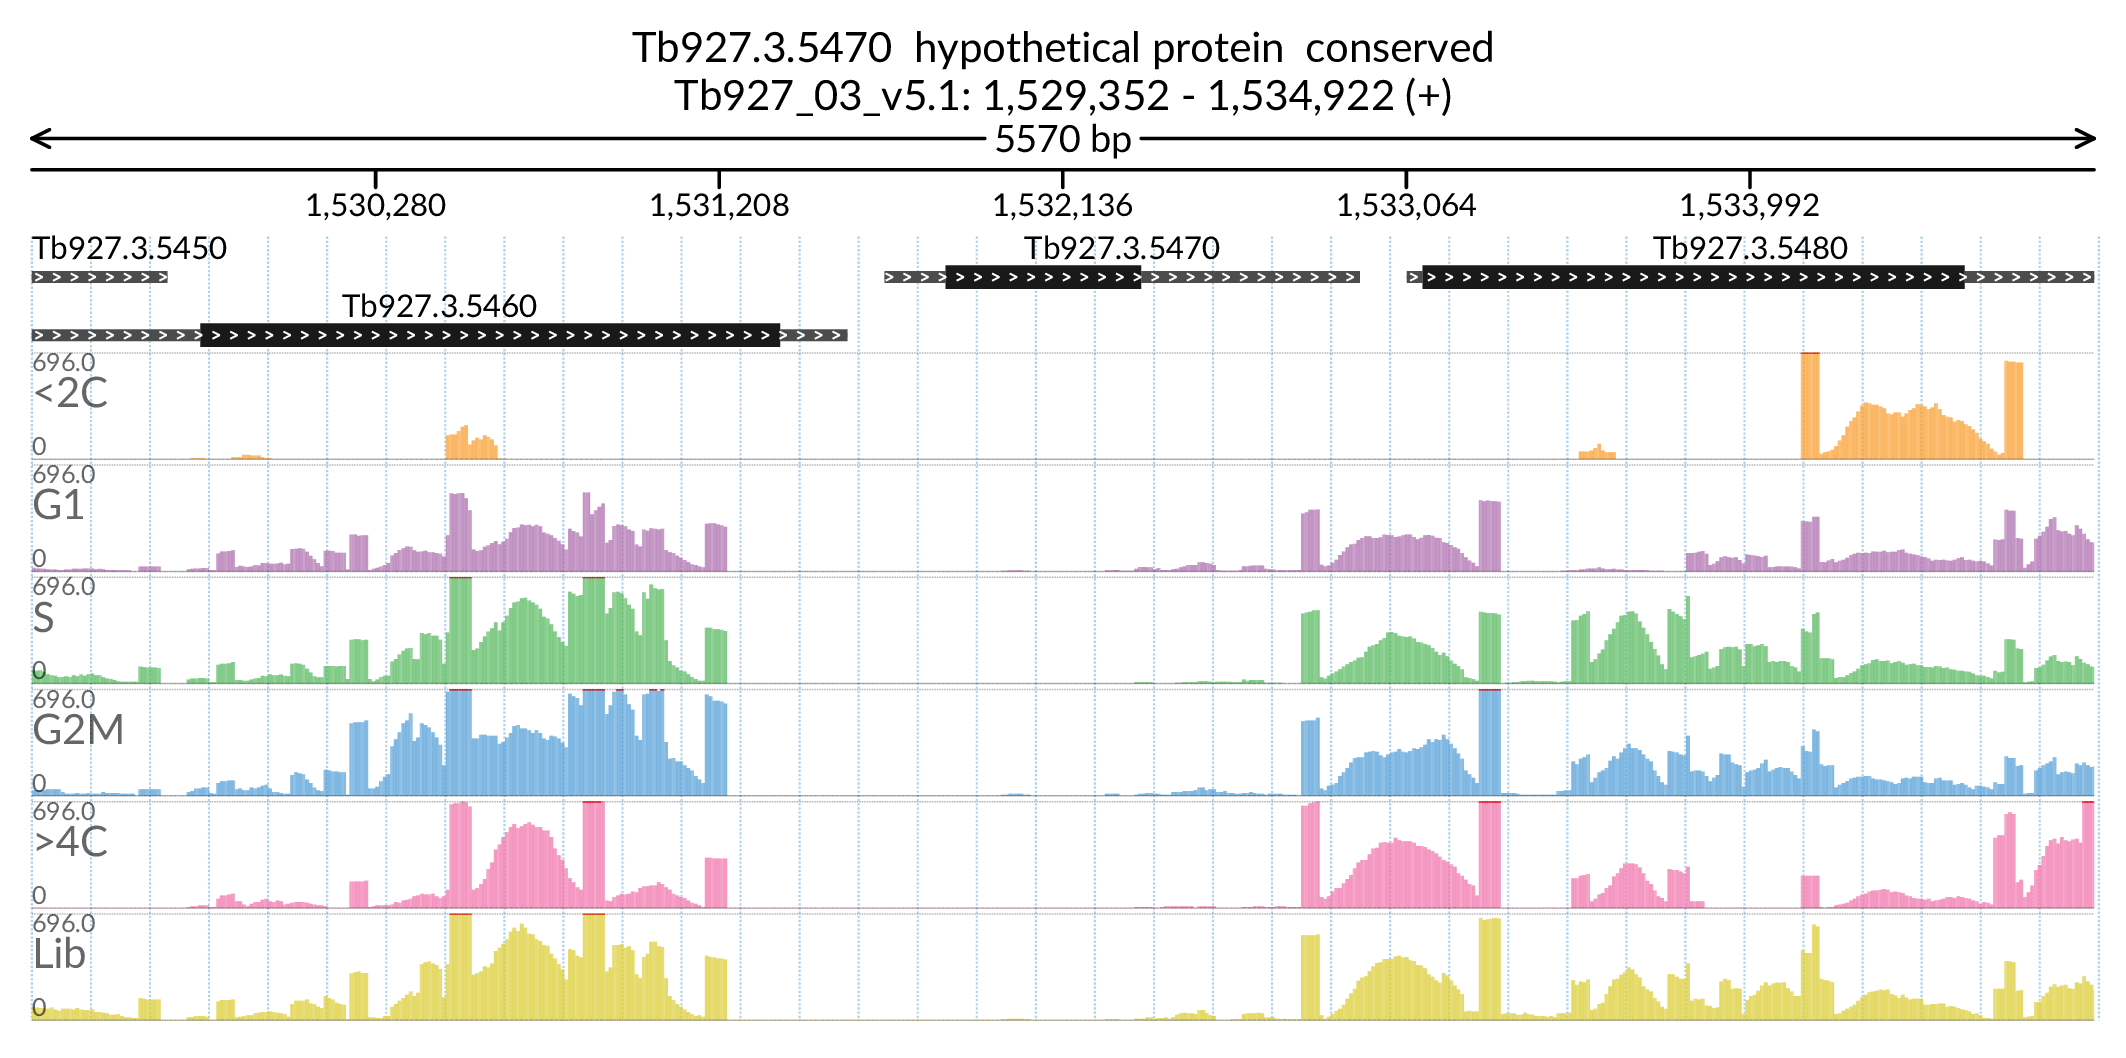 Tb927.3.5470  hypothetical protein  conserved
Tb927_03_v5.1: 1,529,352 - 1,534,922 (+)
5570 bp
1,530,280 1,531,208 1,532,136 1,533,064 1,533,992
Tb927.3.5450 Tb927.3.5470 Tb927.3.5480
Tb927.3.5460
696.0
<2C
0
696.0
G1
0
696.0
S
0
696.0
G2M
0
696.0
>4C
0
696.0
Lib
0